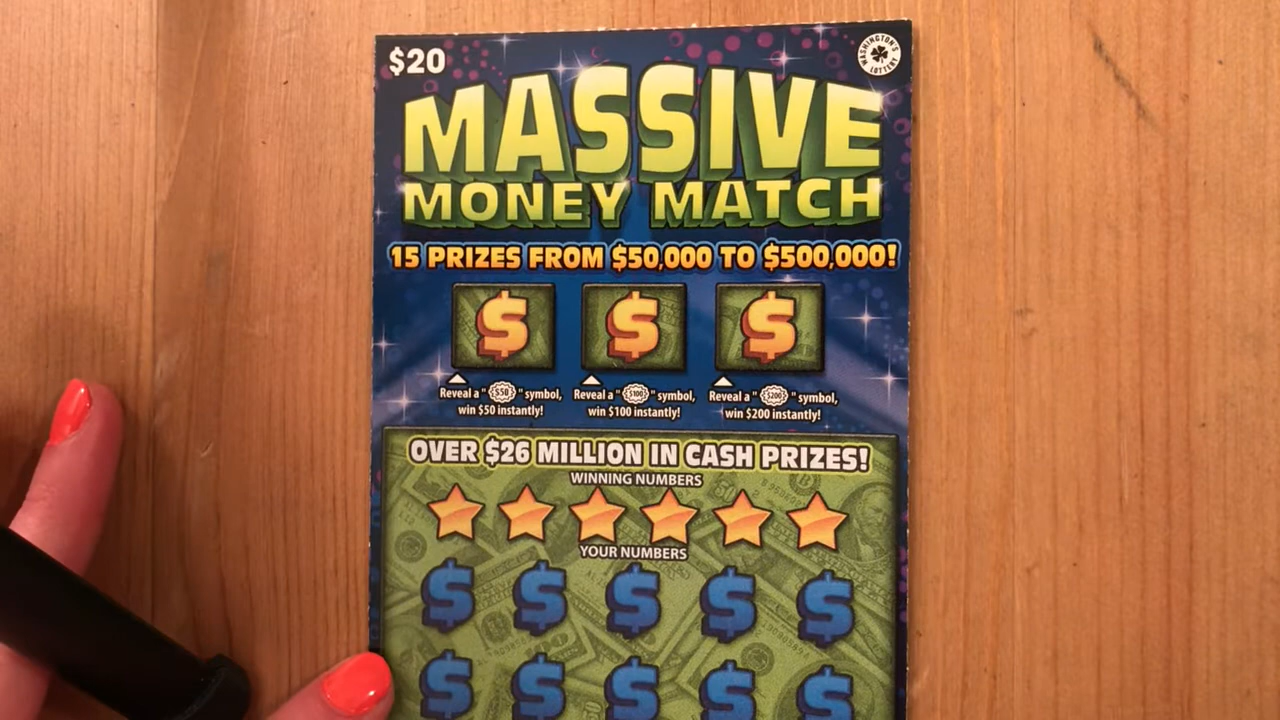 $20
WASHINGTON'S LOTTERY
MASSIVE
MONEY MATCH
15 PRIZES FROM $50,000 TO $500,000!
$ $ $
Reveal a "$50" symbol, win $50 instantly!
Reveal a "$100" symbol, win $100 instantly!
Reveal a "$200" symbol, win $200 instantly!
OVER $26 MILLION IN CASH PRIZES!
WINNING NUMBERS
YOUR NUMBERS
$ $ $ $ $
$ $ $ $ $